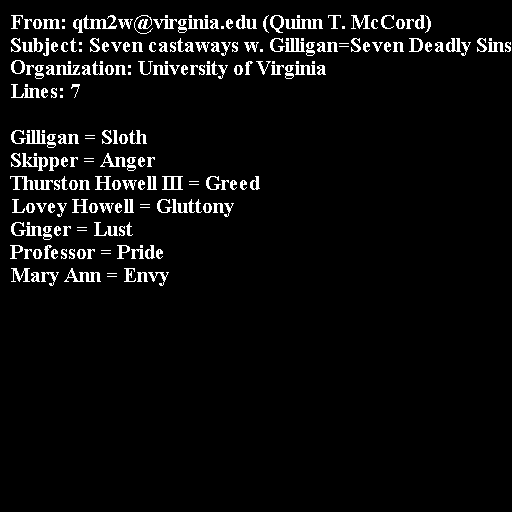 From: qtm2w@virginia.edu (Quinn T. McCord)
Subject: Seven castaways w. Gilligan=Seven Deadly Sins
Organization: University of Virginia
Lines: 7

Gilligan = Sloth
Skipper = Anger
Thurston Howell III = Greed
Lovey Howell = Gluttony
Ginger = Lust
Professor = Pride
Mary Ann = Envy